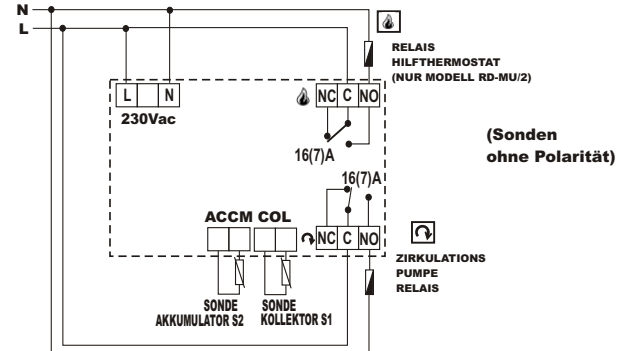 N
L
RELAIS
HILFTHERMOSTAT
(NUR MODELL RD-MU/2)
L N
230Vac
NC C NO
16(7)A
(Sonden
ohne Polarität)
16(7)A
ACCM COL
NC C NO
ZIRKULATIONS
PUMPE
RELAIS
SONDE
AKKUMULATOR S2
SONDE
KOLLEKTOR S1